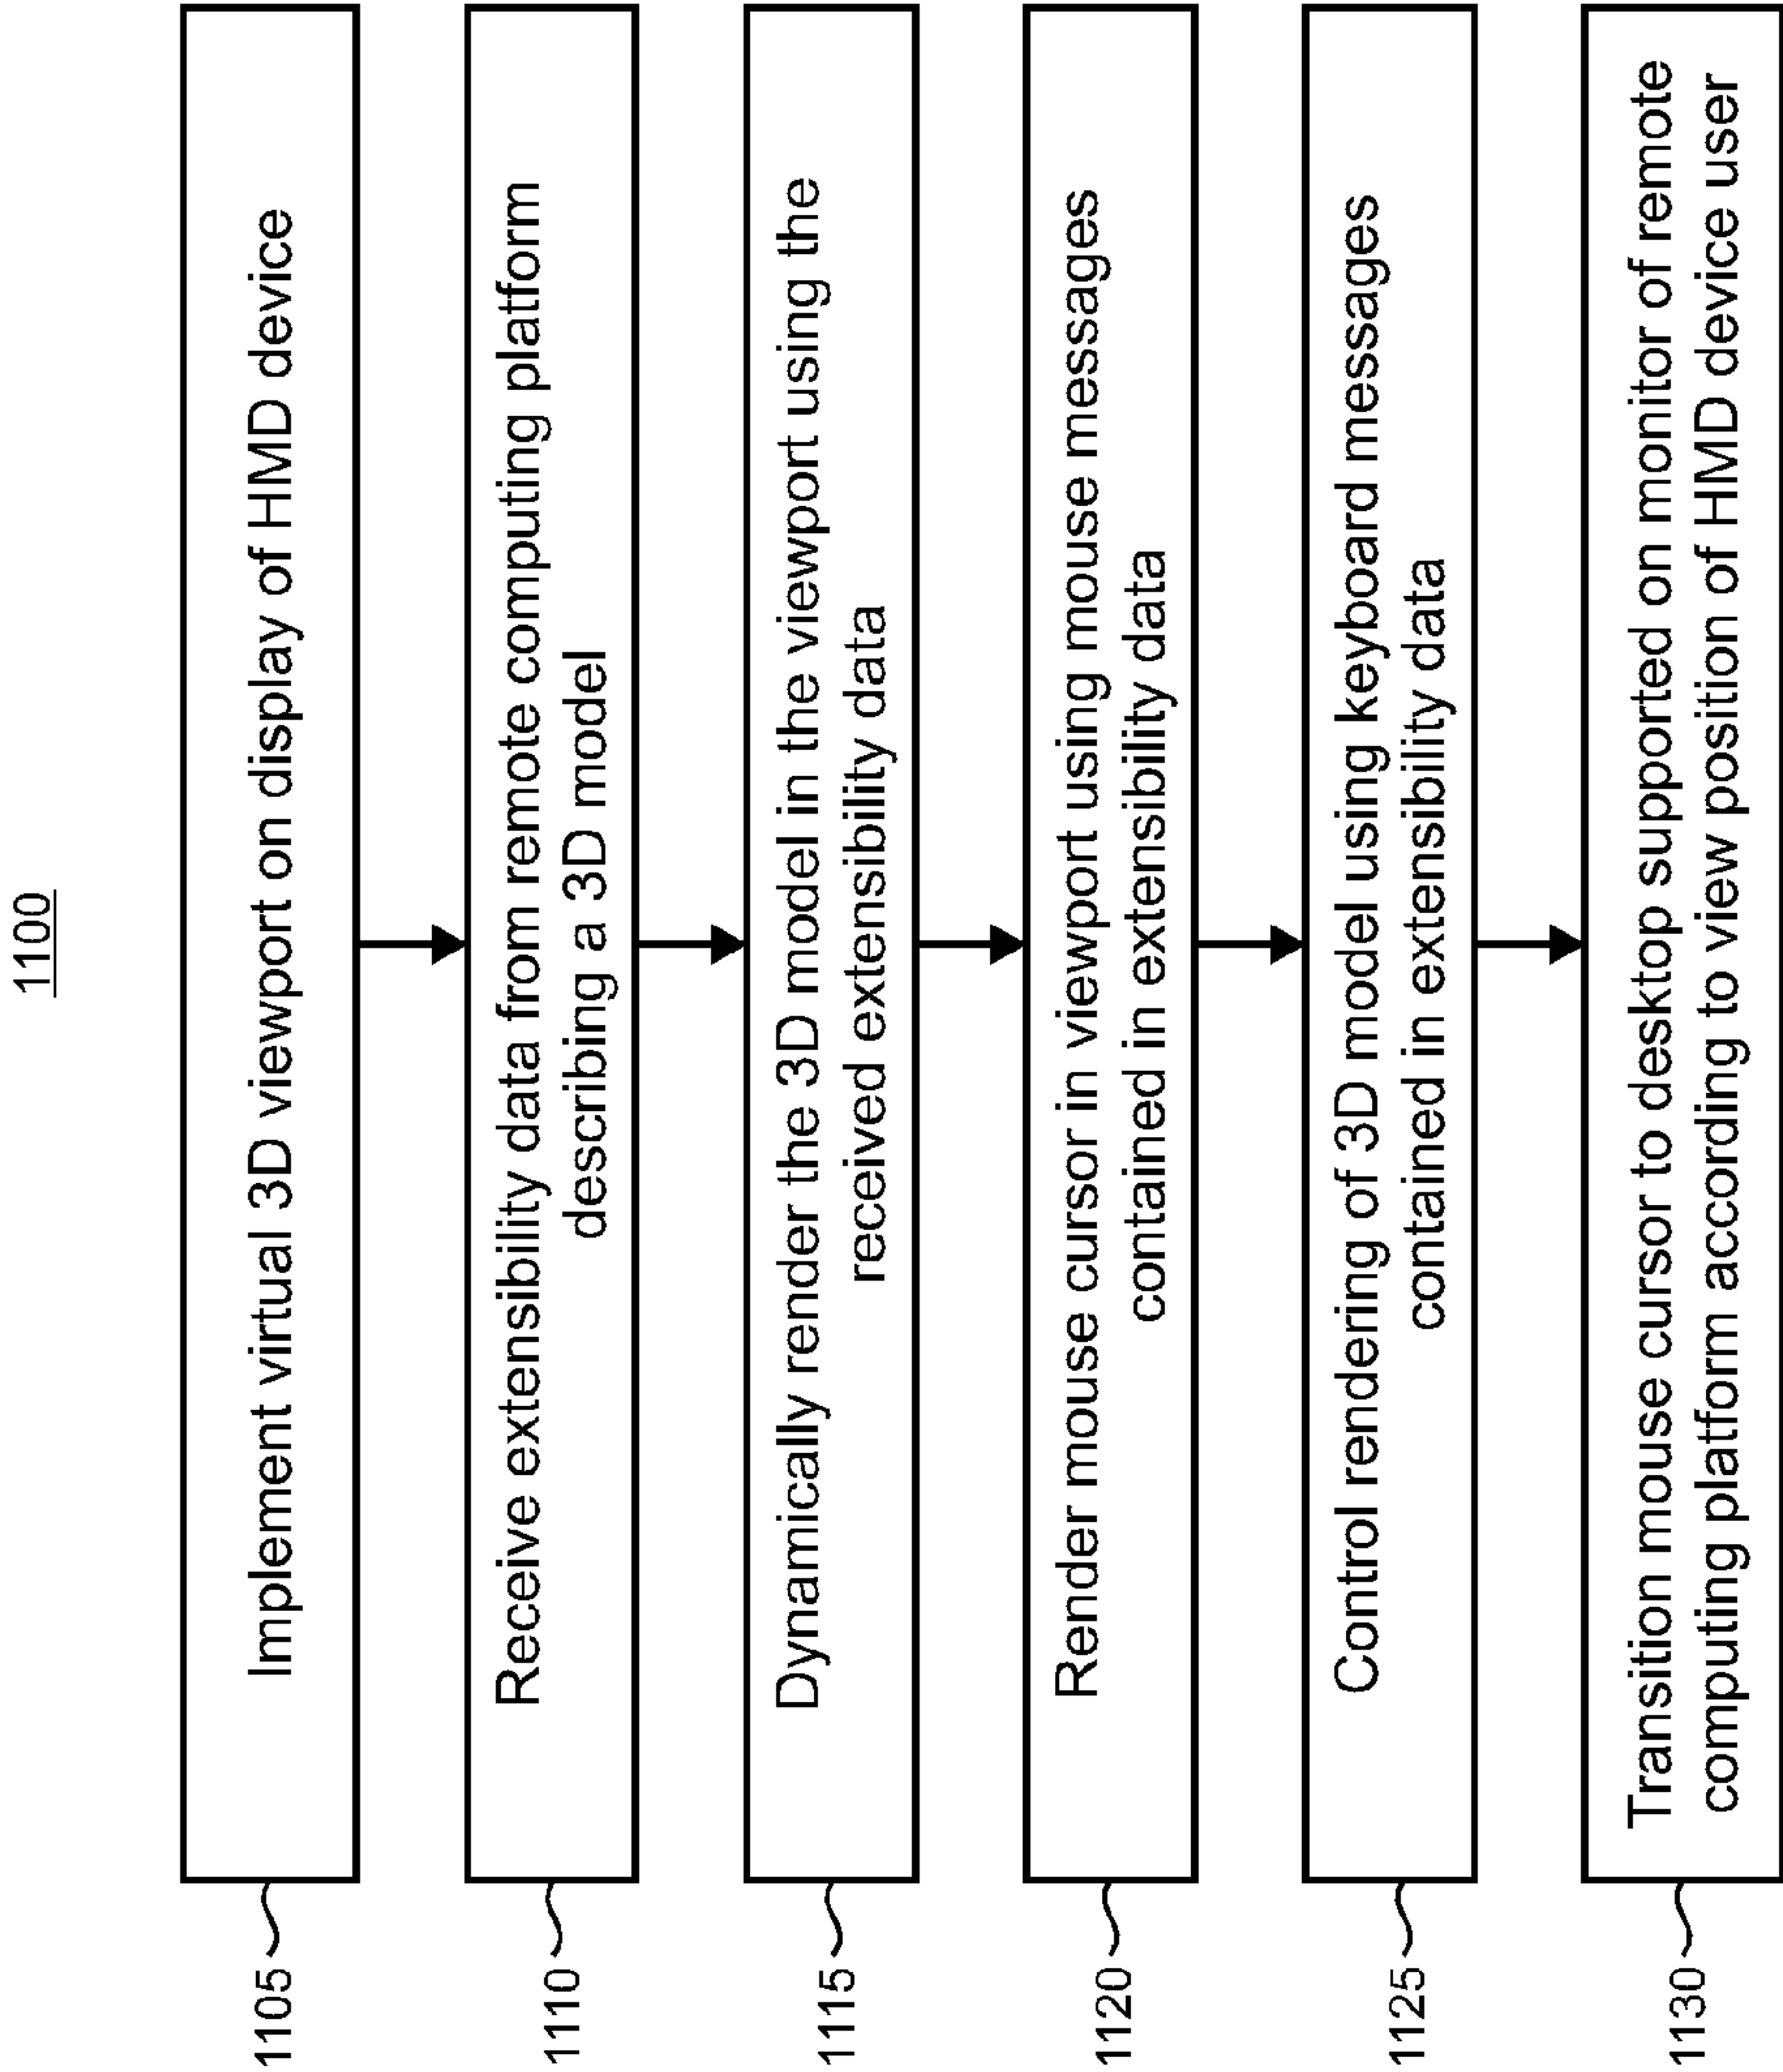 1100
1105
Implement virtual 3D viewport on display of HMD device
1110
Receive extensibility data from remote computing platform
describing a 3D model
1115
Dynamically render the 3D model in the viewport using the
received extensibility data
1120
Render mouse cursor in viewport using mouse messages
contained in extensibility data
1125
Control rendering of 3D model using keyboard messages
contained in extensibility data
1130
Transition mouse cursor to desktop supported on monitor of remote
computing platform according to view position of HMD device user